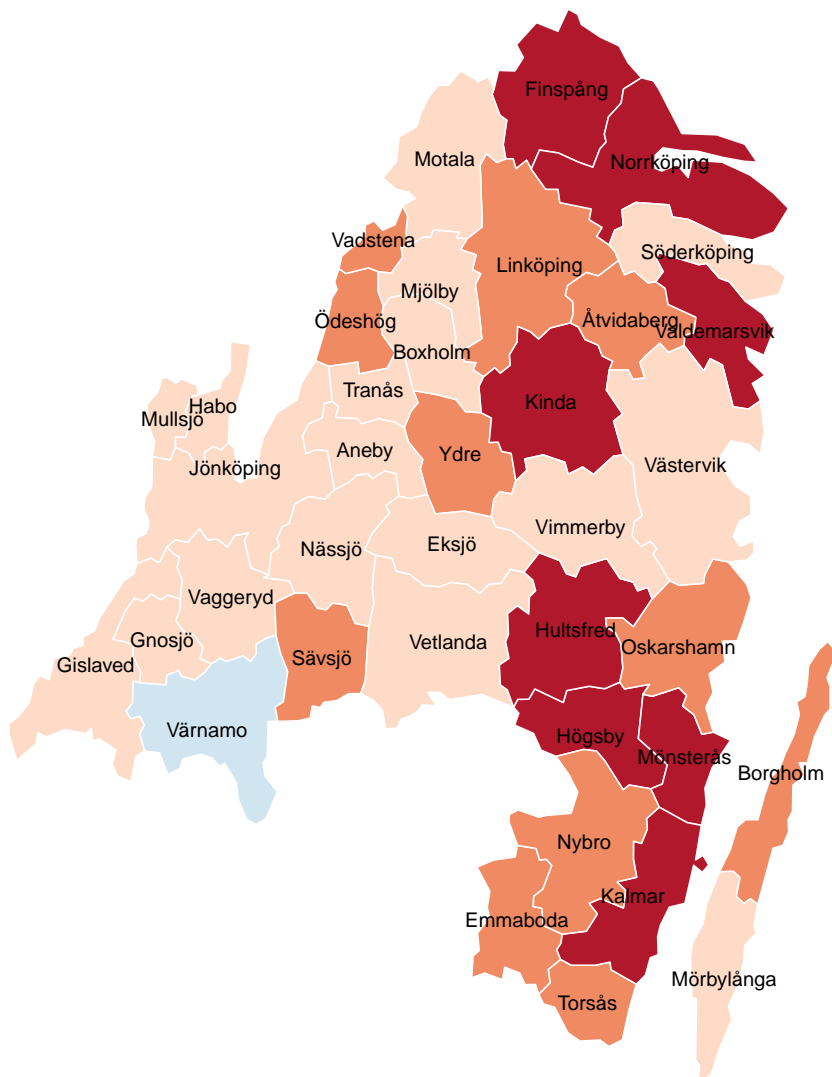 Finspång
Motala
Norrköping
Vadstena
Söderköping
Linköping
Mjölby
Ödeshög
Åtvidaberg
Valdemarsvik
Boxholm
Tranås
Kinda
Habo
Mullsjö
Aneby
Ydre
Jönköping
Västervik
Vimmerby
Eksjö
Nässjö
Vaggeryd
Hultsfred
Gnosjö
Vetlanda
Oskarshamn
Sävsjö
Gislaved
Värnamo
Högsby
Mönsterås
Borgholm
Nybro
Kalmar
Emmaboda
Mörbylånga
Torsås